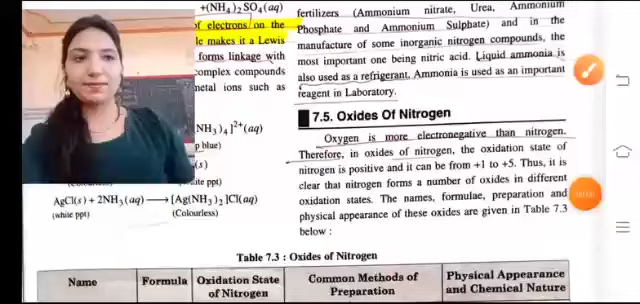 +(NH4)2SO4(aq)
of electrons on the
le makes it a Lewis
forms linkage with
complex compounds
metal ions such as
NH3)4]2+(aq)
p blue)
(s)
ite ppt)
AgCl(s) + 2NH3(aq) ⟶ [Ag(NH3)2]Cl(aq)
(white ppt) (Colourless)
fertilizers (Ammonium nitrate, Urea, Ammonium
Phosphate and Ammonium Sulphate) and in the
manufacture of some inorganic nitrogen compounds, the
most important one being nitric acid. Liquid ammonia is
also used as a refrigerant. Ammonia is used as an important
reagent in Laboratory.
7.5. Oxides Of Nitrogen
Oxygen is more electronegative than nitrogen.
Therefore, in oxides of nitrogen, the oxidation state of
nitrogen is positive and it can be from +1 to +5. Thus, it is
clear that nitrogen forms a number of oxides in different
oxidation states. The names, formulae, preparation and
physical appearance of these oxides are given in Table 7.3
below :
Table 7.3 : Oxides of Nitrogen
Name Formula Oxidation State of Nitrogen Common Methods of Preparation Physical Appearance and Chemical Nature